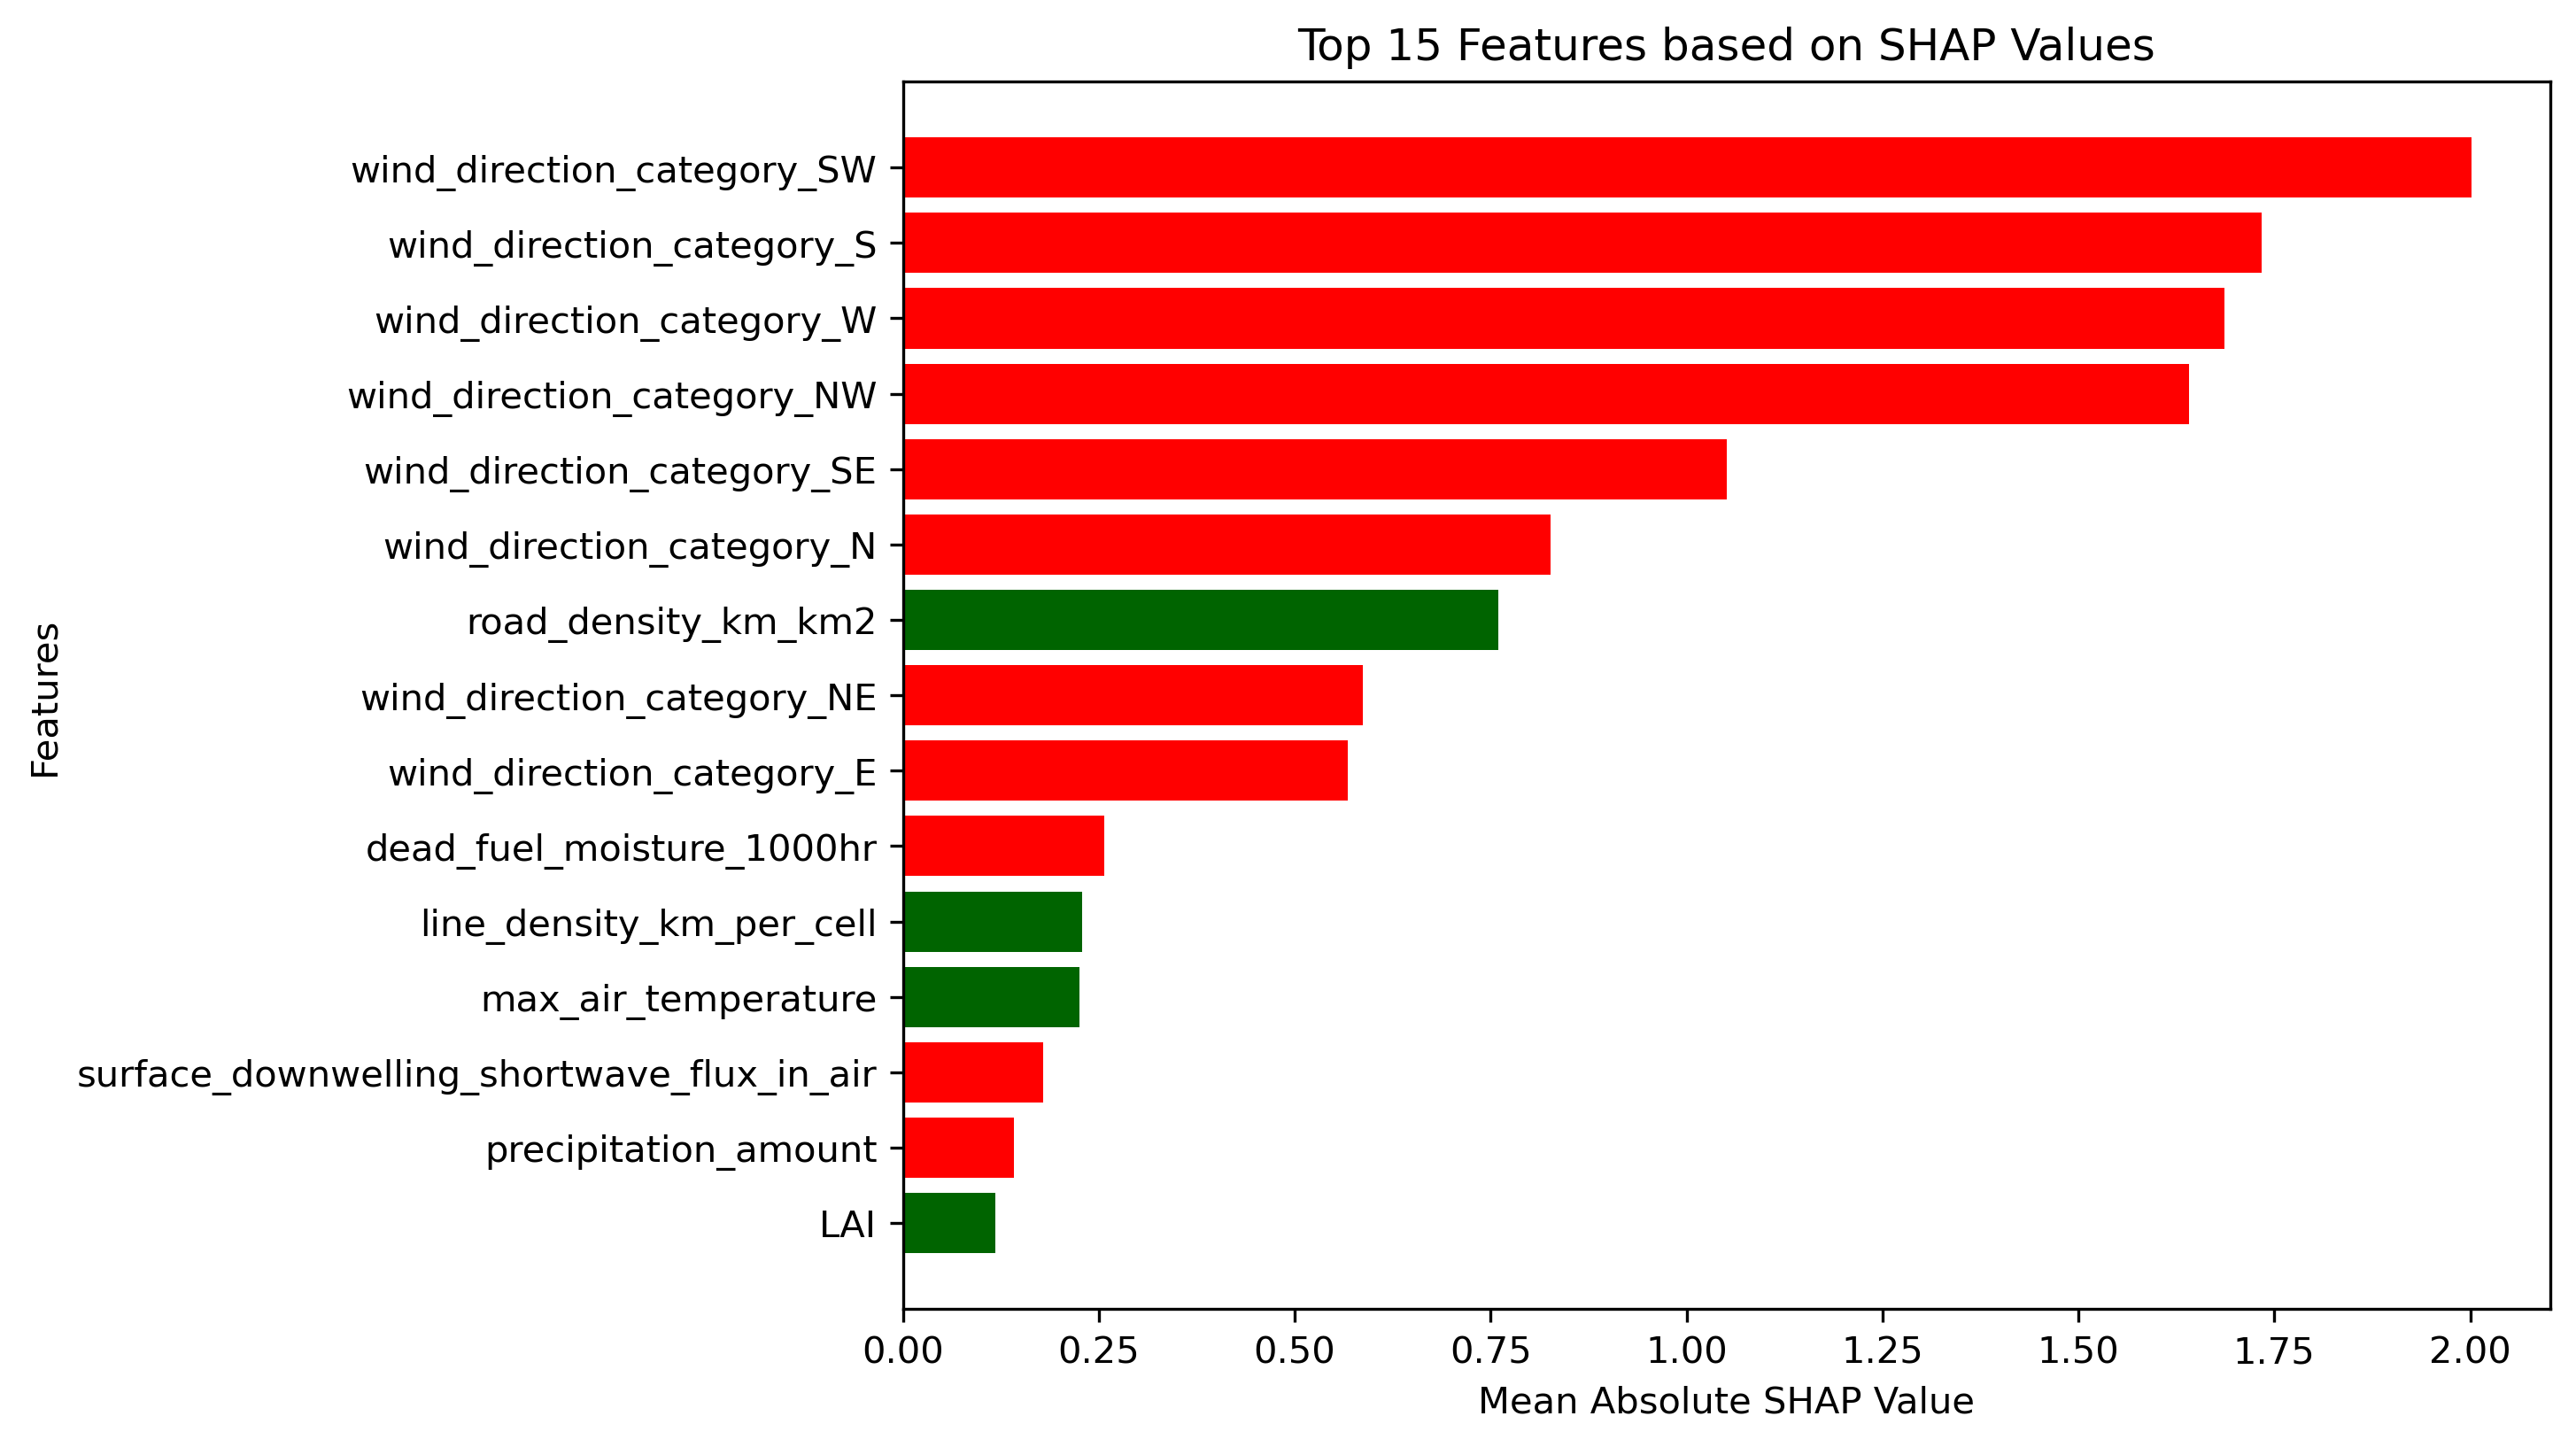 Top 15 Features based on SHAP Values
Features
wind_direction_category_SW
wind_direction_category_S
wind_direction_category_W
wind_direction_category_NW
wind_direction_category_SE
wind_direction_category_N
road_density_km_km2
wind_direction_category_NE
wind_direction_category_E
dead_fuel_moisture_1000hr
line_density_km_per_cell
max_air_temperature
surface_downwelling_shortwave_flux_in_air
precipitation_amount
LAI
0.00 0.25 0.50 0.75 1.00 1.25 1.50 1.75 2.00
Mean Absolute SHAP Value